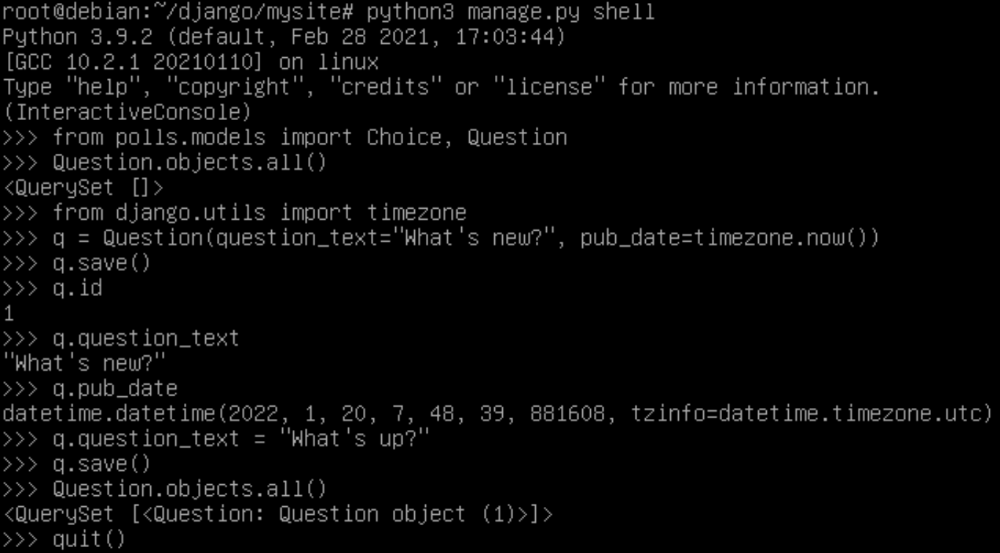 root@debian:~/django/mysite# python3 manage.py shell
Python 3.9.2 (default, Feb 28 2021, 17:03:44)
[GCC 10.2.1 20210110] on linux
Type "help", "copyright", "credits" or "license" for more information.
(InteractiveConsole)
>>> from polls.models import Choice, Question
>>> Question.objects.all()
<QuerySet []>
>>> from django.utils import timezone
>>> q = Question(question_text="What's new?", pub_date=timezone.now())
>>> q.save()
>>> q.id
1
>>> q.question_text
"What's new?"
>>> q.pub_date
datetime.datetime(2022, 1, 20, 7, 48, 39, 881608, tzinfo=datetime.timezone.utc)
>>> q.question_text = "What's up?"
>>> q.save()
>>> Question.objects.all()
<QuerySet [<Question: Question object (1)>]>
>>> quit()